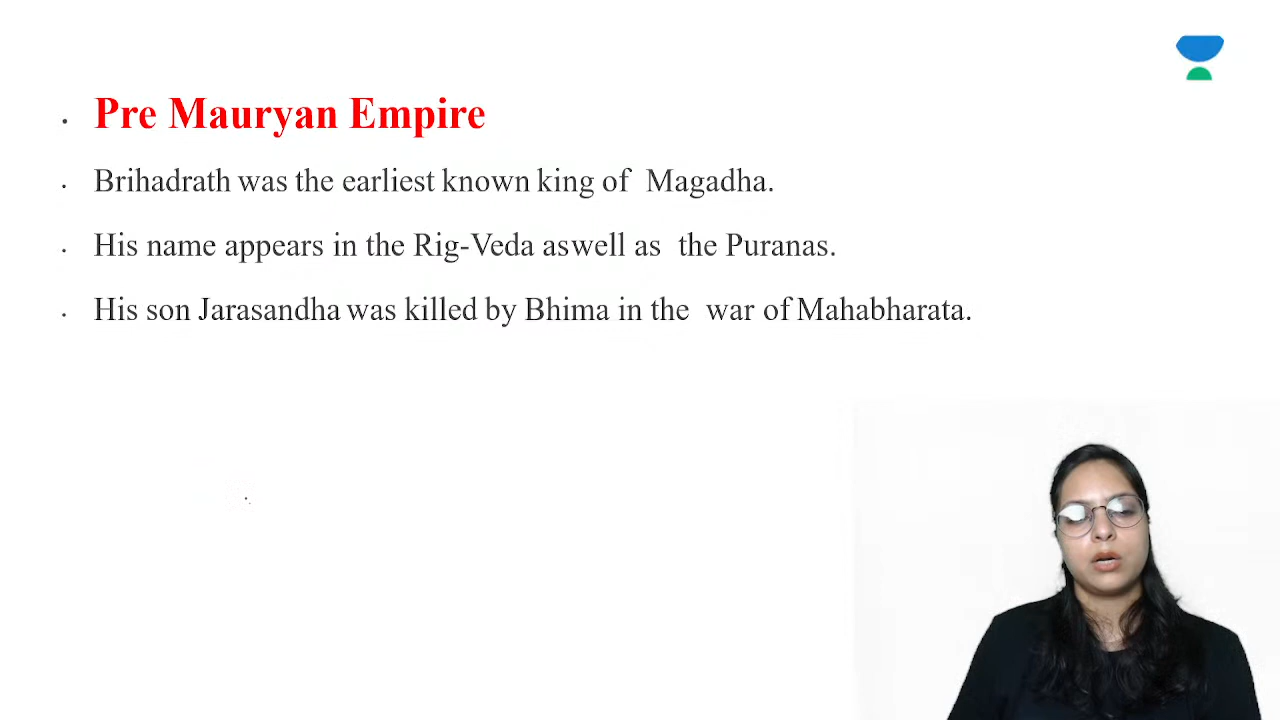 Pre Mauryan Empire
Brihadrath was the earliest known king of Magadha.
His name appears in the Rig-Veda aswell as the Puranas.
His son Jarasandha was killed by Bhima in the war of Mahabharata.